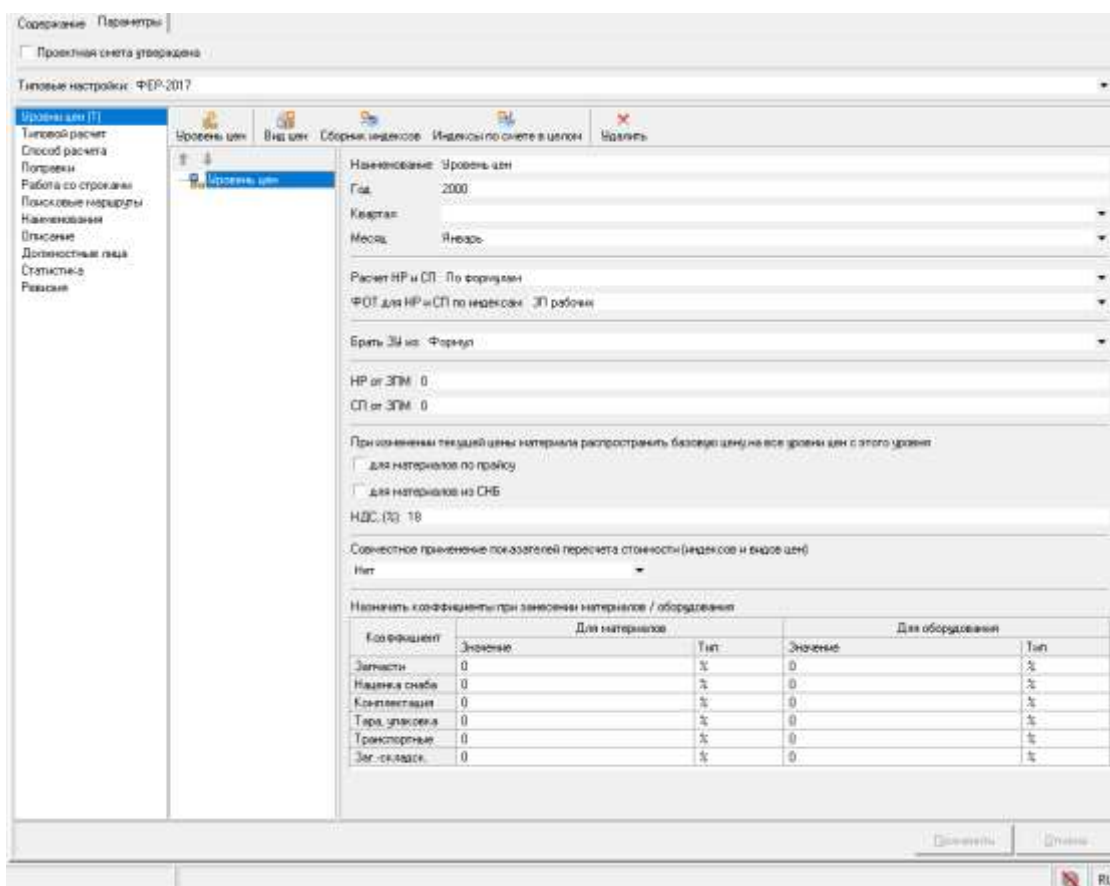 Содержание Параметры
Проектная смета утверждена
Типовые настройки: ФЕР-2017
Уровни цен (Т)
Типовой расчет
Способ расчета
Поправки
Работа со строками
Поисковые маршруты
Наименования
Описание
Должностные лица
Статистика
Ревизия
Уровень цен Вид цен Сборник индексов Индексы по смете в целом Удалить
Уровень цен
Наименование Уровень цен
Год 2000
Квартал
Месяц Январь
Расчет НР и СП По формулам
ФОТ для НР и СП по индексам ЗП рабочих
Брать ЗУ из Формул
НР от ЗПМ 0
СП от ЗПМ 0
При изменении текущей цены материала распространить базовую цену на все уровни цен с этого уровня
для материалов по прайсу
для материалов из СНБ
НДС, (%) 18
Совместное применение показателей пересчета стоимости (индексов и видов цен)
Нет
Назначать коэффициенты при занесении материалов / оборудования
Коэффициент Для материалов Для оборудования
Значение Тип Значение Тип
Запчасти 0 % 0 %
Наценка снаба 0 % 0 %
Комплектация 0 % 0 %
Тара, упаковка 0 % 0 %
Транспортные 0 % 0 %
Заг.-складск. 0 % 0 %
Применить Отмена